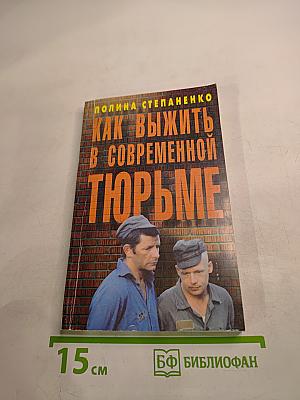 ПОЛИНА СТЕПАНЕНКО
КАК ВЫЖИТЬ
В СОВРЕМЕННОЙ
ТЮРЬМЕ
15 см
БФ БИБЛИОФАН